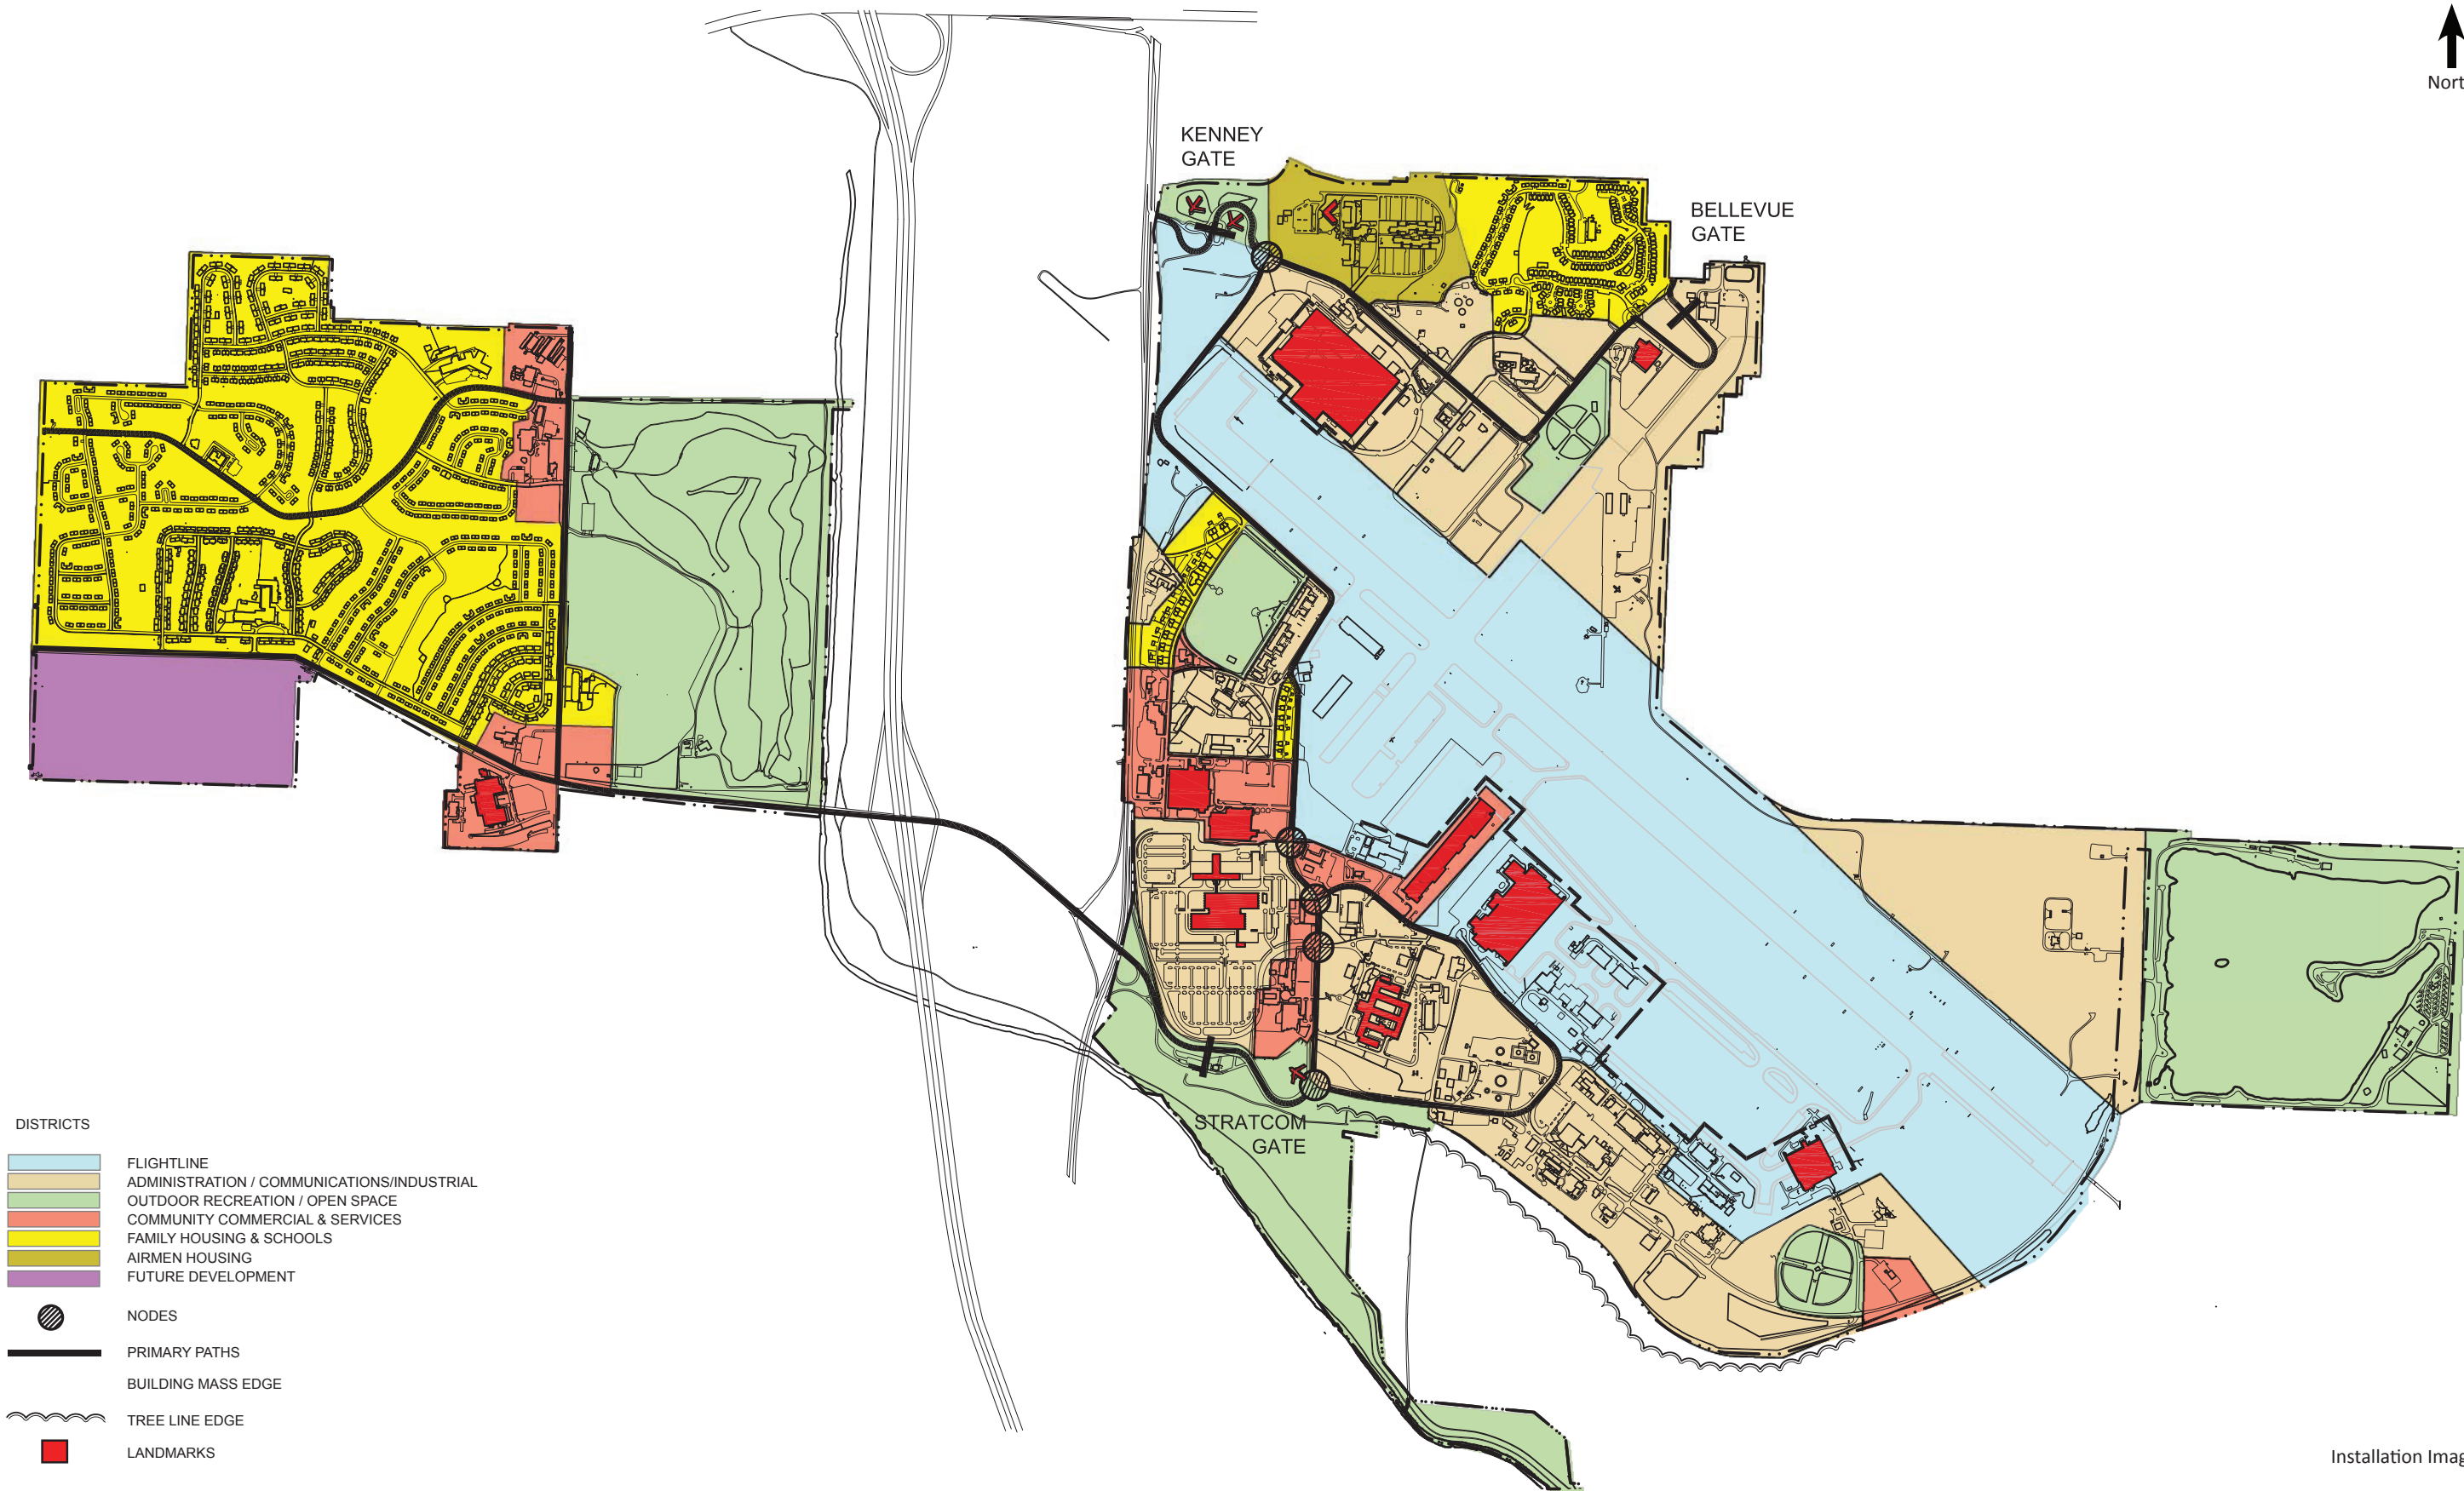 Nort
KENNEY
GATE
BELLEVUE
GATE
STRATCOM
GATE
DISTRICTS
FLIGHTLINE
ADMINISTRATION / COMMUNICATIONS/INDUSTRIAL
OUTDOOR RECREATION / OPEN SPACE
COMMUNITY COMMERCIAL & SERVICES
FAMILY HOUSING & SCHOOLS
AIRMEN HOUSING
FUTURE DEVELOPMENT
NODES
PRIMARY PATHS
BUILDING MASS EDGE
TREE LINE EDGE
LANDMARKS
Installation Imag